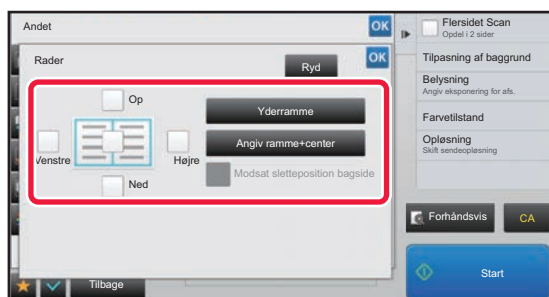 Andet
OK
Rader
Ryd
OK
Op
Venstre
Højre
Ned
Yderramme
Angiv ramme+center
Modsat sletteposition bagside
Tilbage
Flersidet Scan
Opdel i 2 sider
Tilpasning af baggrund
Belysning
Angiv eksponering for afs.
Farvetilstand
Opløsning
Skift sendeopløsning
Forhåndsvis
CA
Start